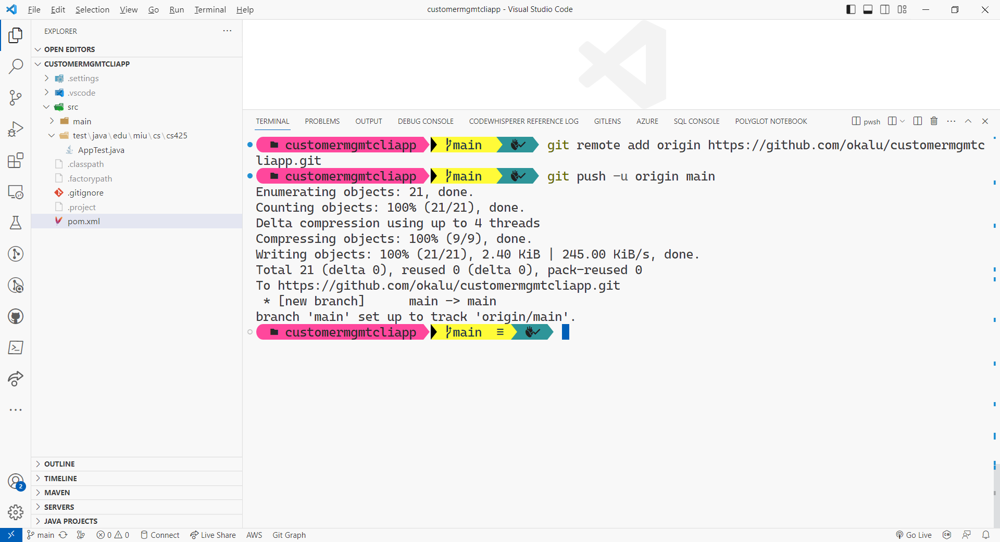 File Edit Selection View Go Run Terminal Help
customermgmtcliapp - Visual Studio Code
EXPLORER
OPEN EDITORS
CUSTOMERMGMTCLIAPP
.settings
.vscode
src
main
test\java\edu\miu\cs\cs425
AppTest.java
.classpath
.factorypath
.gitignore
.project
pom.xml
OUTLINE
TIMELINE
MAVEN
SERVERS
JAVA PROJECTS
2
TERMINAL PROBLEMS OUTPUT DEBUG CONSOLE CODEWHISPERER REFERENCE LOG GITLENS AZURE SQL CONSOLE POLYGLOT NOTEBOOK pwsh
customermgmtcliapp main git remote add origin https://github.com/okalu/customermgmtc
liapp.git
customermgmtcliapp main git push -u origin main
Enumerating objects: 21, done.
Counting objects: 100% (21/21), done.
Delta compression using up to 4 threads
Compressing objects: 100% (9/9), done.
Writing objects: 100% (21/21), 2.40 KiB | 245.00 KiB/s, done.
Total 21 (delta 0), reused 0 (delta 0), pack-reused 0
To https://github.com/okalu/customermgmtcliapp.git
* [new branch] main -> main
branch 'main' set up to track 'origin/main'.
customermgmtcliapp main ≡
main 0 0 Connect Live Share AWS Git Graph Go Live